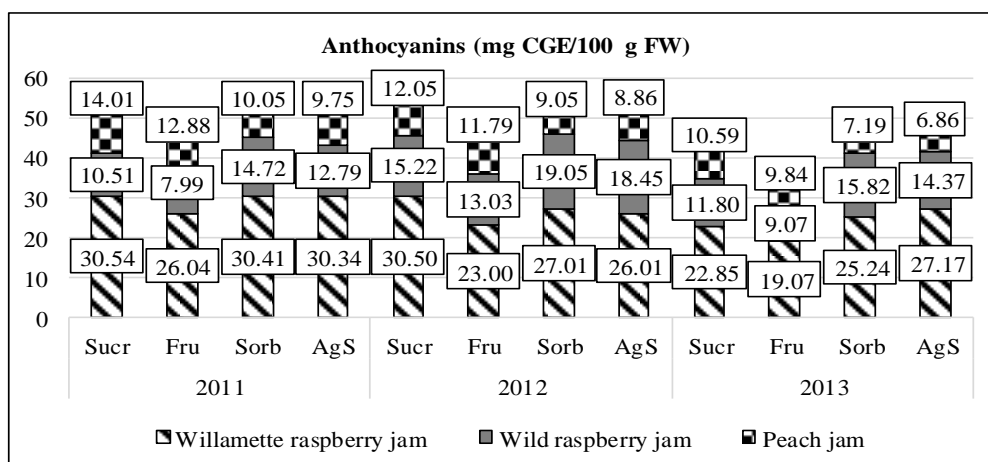 Anthocyanins (mg CGE/100 g FW)
60
50
40
30
20
10
0
14.01 12.88 10.05 9.75 12.05 11.79 9.05 8.86 10.59 9.84 7.19 6.86
10.51 7.99 14.72 12.79 15.22 13.03 19.05 18.45 11.80 9.07 15.82 14.37
30.54 26.04 30.41 30.34 30.50 23.00 27.01 26.01 22.85 19.07 25.24 27.17
Sucr Fru Sorb AgS Sucr Fru Sorb AgS Sucr Fru Sorb AgS
2011 2012 2013
Willamette raspberry jam Wild raspberry jam Peach jam